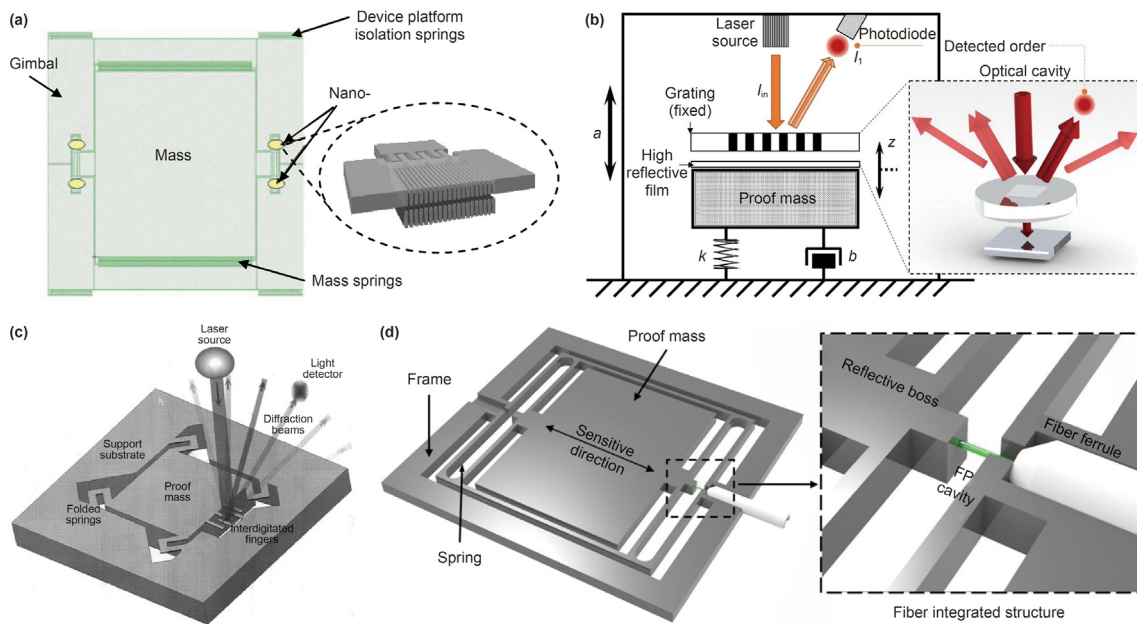 (a)
Device platform
isolation springs
Gimbal
Nano-
Mass
Mass springs
(b)
Laser
source
Photodiode
I1
Detected order
Optical cavity
Iin
Grating
(fixed)
a
z
High
reflective
film
Proof mass
k
b
(c)
Laser
source
Light
detector
Diffraction
beams
Support
substrate
Proof
mass
Folded
springs
Interdigitated
fingers
(d)
Proof mass
Frame
Sensitive
direction
Spring
Reflective boss
Fiber ferrule
FP
cavity
Fiber integrated structure